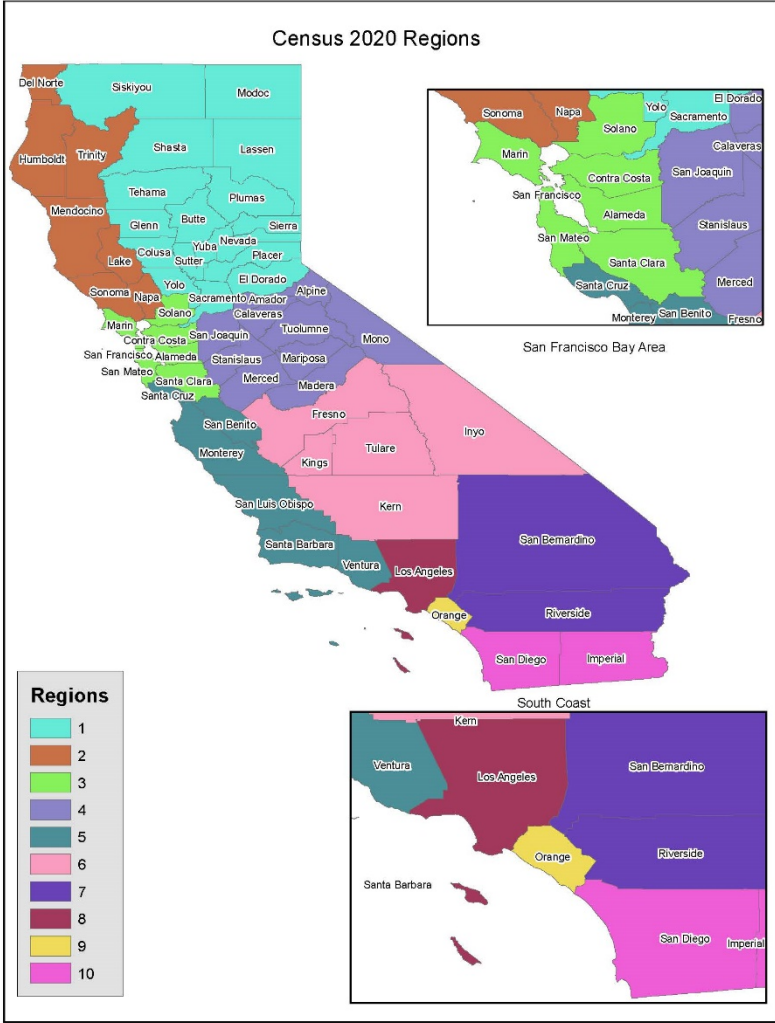 Census 2020 Regions
Del Norte
Siskiyou
Modoc
Humboldt
Trinity
Shasta
Lassen
Tehama
Plumas
Mendocino
Glenn
Butte
Sierra
Colusa
Yuba
Nevada
Lake
Sutter
Placer
Yolo
El Dorado
Sonoma
Napa
Sacramento
Amador
Alpine
Solano
Calaveras
Marin
San Joaquin
Tuolumne
Mono
Contra Costa
San Francisco
Alameda
Stanislaus
Mariposa
San Mateo
Santa Clara
Merced
Madera
Santa Cruz
Fresno
San Benito
Inyo
Monterey
Kings
Tulare
San Luis Obispo
Kern
Santa Barbara
San Bernardino
Ventura
Los Angeles
Orange
Riverside
San Diego
Imperial
El Dorado
Sonoma
Napa
Yolo
Sacramento
Solano
Calaveras
Marin
San Joaquin
Contra Costa
San Francisco
Alameda
Stanislaus
San Mateo
Santa Clara
Merced
Santa Cruz
Monterey
San Benito
Fresno
San Francisco Bay Area
Regions
1
2
3
4
5
6
7
8
9
10
South Coast
Kern
Ventura
Los Angeles
San Bernardino
Orange
Riverside
Santa Barbara
San Diego
Imperial